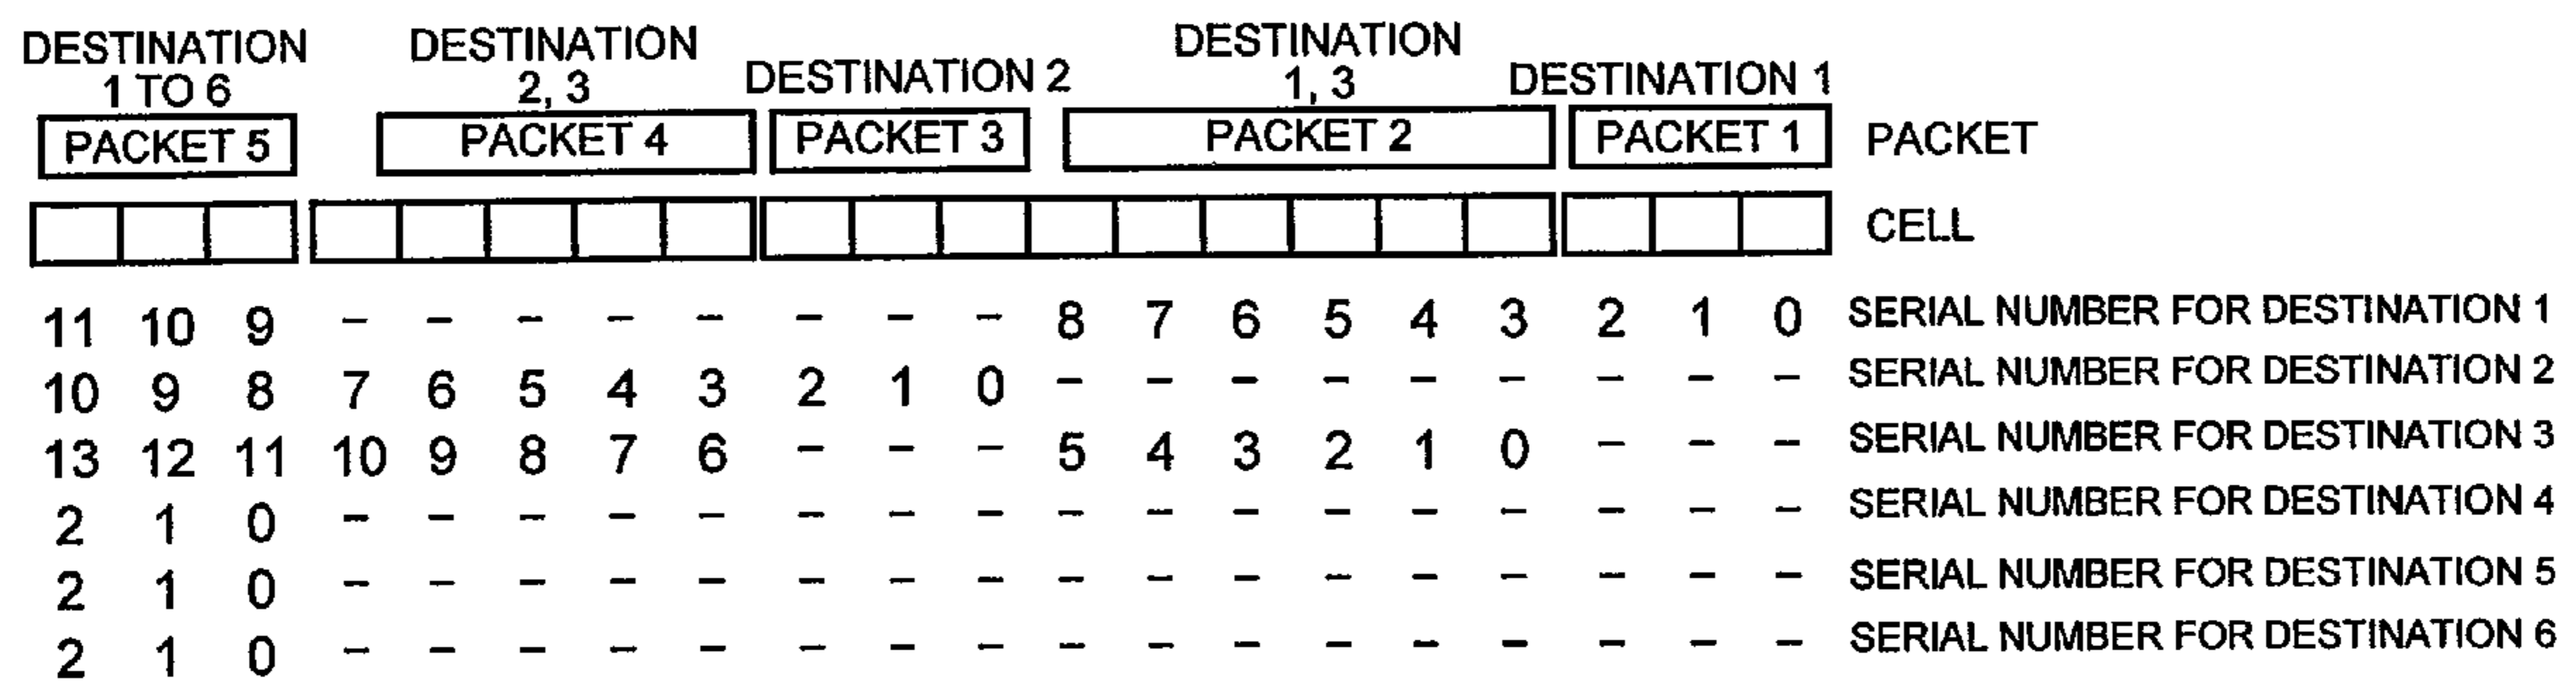 DESTINATION 1 TO 6
DESTINATION 2, 3
DESTINATION 2
DESTINATION 1, 3
DESTINATION 1
PACKET 5 PACKET 4 PACKET 3 PACKET 2 PACKET 1 PACKET
CELL
11 10 9 – – – – – – – – 8 7 6 5 4 3 2 1 0 SERIAL NUMBER FOR DESTINATION 1
10 9 8 7 6 5 4 3 2 1 0 – – – – – – – – – SERIAL NUMBER FOR DESTINATION 2
13 12 11 10 9 8 7 6 – – – 5 4 3 2 1 0 – – – SERIAL NUMBER FOR DESTINATION 3
2 1 0 – – – – – – – – – – – – – – – – – SERIAL NUMBER FOR DESTINATION 4
2 1 0 – – – – – – – – – – – – – – – – – SERIAL NUMBER FOR DESTINATION 5
2 1 0 – – – – – – – – – – – – – – – – – SERIAL NUMBER FOR DESTINATION 6